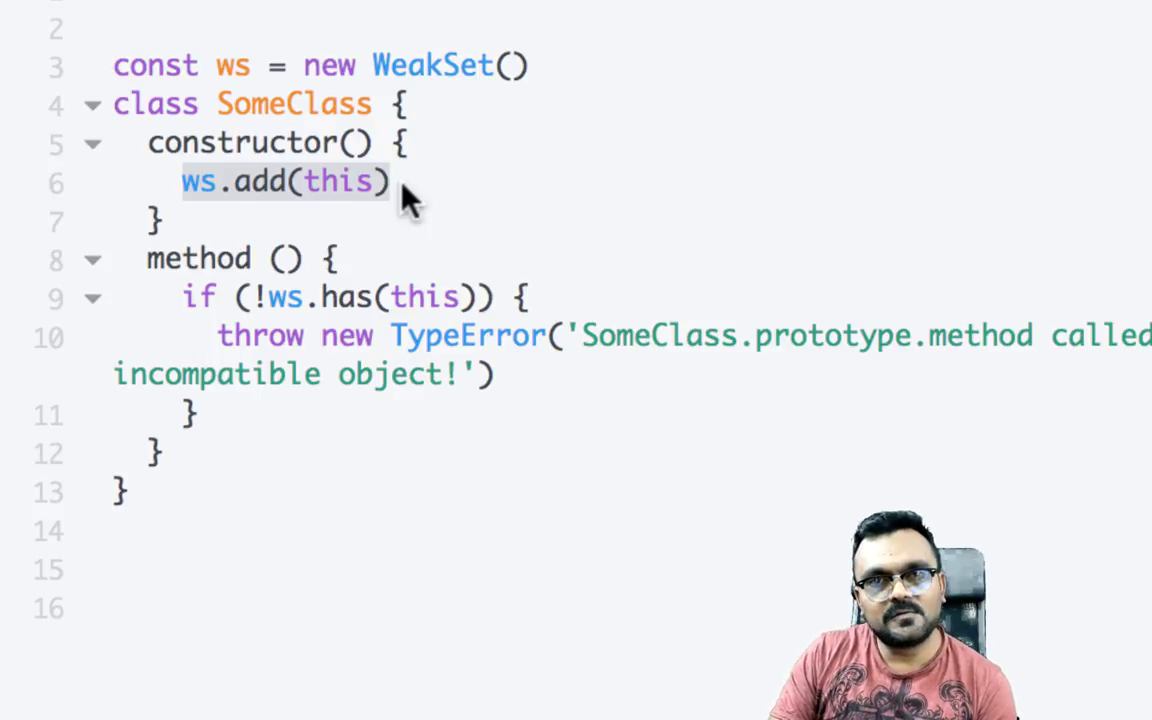 2
3 const ws = new WeakSet()
4 class SomeClass {
5 constructor() {
6 ws.add(this)
7 }
8 method () {
9 if (!ws.has(this)) {
10 throw new TypeError('SomeClass.prototype.method called
incompatible object!')
11 }
12 }
13 }
14
15
16